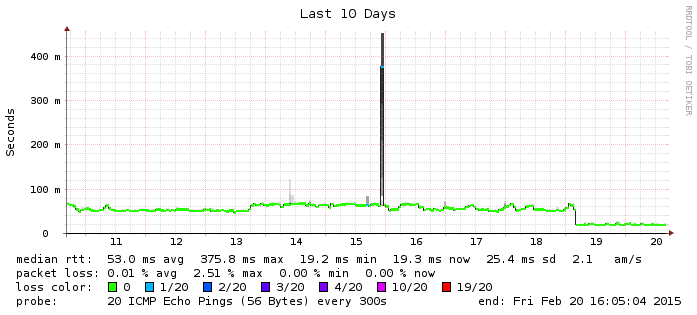 Last 10 Days
RRDTOOL / TOBI OETIKER
Seconds
400 m
300 m
200 m
100 m
0
11 12 13 14 15 16 17 18 19 20
median rtt: 53.0 ms avg 375.8 ms max 19.2 ms min 19.3 ms now 25.4 ms sd 2.1 am/s
packet loss: 0.01 % avg 2.51 % max 0.00 % min 0.00 % now
loss color: 0 1/20 2/20 3/20 4/20 10/20 19/20
probe: 20 ICMP Echo Pings (56 Bytes) every 300s end: Fri Feb 20 16:05:04 2015